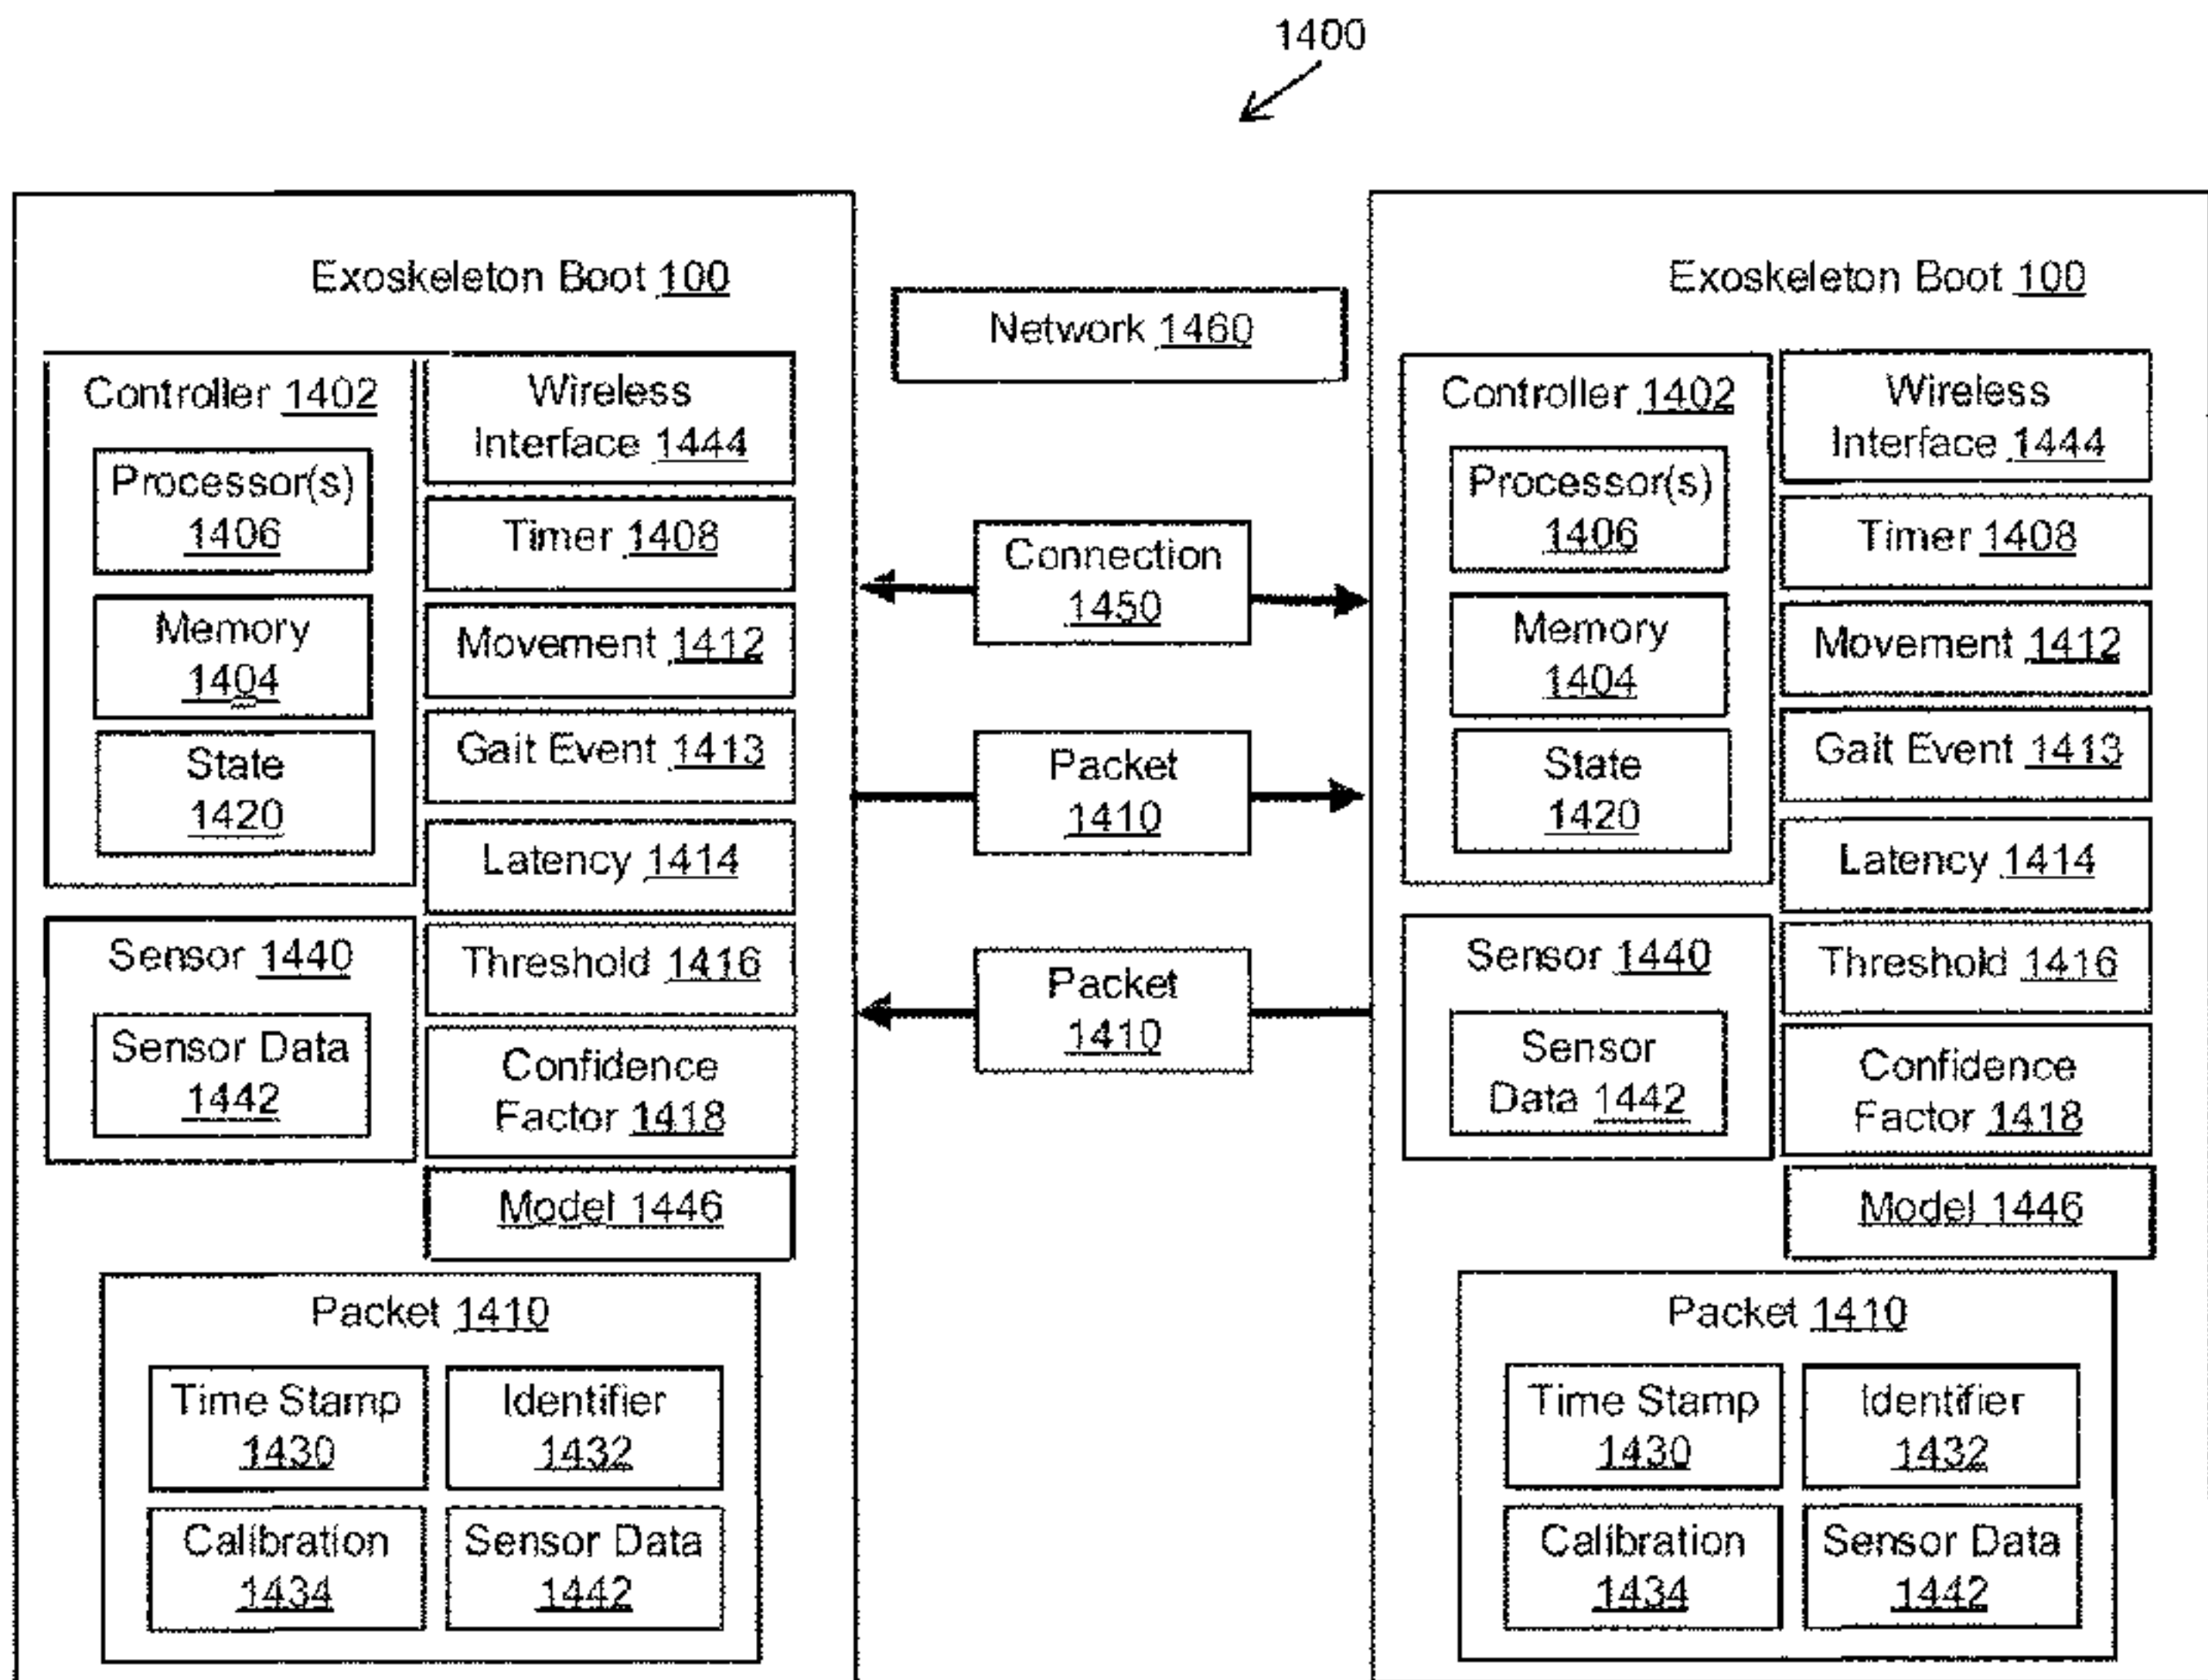 1400
Exoskeleton Boot 100
Controller 1402
Processor(s)
1406
Memory
1404
State
1420
Wireless
Interface 1444
Timer 1408
Movement 1412
Gait Event 1413
Latency 1414
Threshold 1416
Confidence
Factor 1418
Model 1446
Sensor 1440
Sensor Data
1442
Packet 1410
Time Stamp
1430
Identifier
1432
Calibration
1434
Sensor Data
1442
Network 1460
Connection
1450
Packet
1410
Packet
1410
Exoskeleton Boot 100
Controller 1402
Processor(s)
1406
Memory
1404
State
1420
Wireless
Interface 1444
Timer 1408
Movement 1412
Gait Event 1413
Latency 1414
Threshold 1416
Confidence
Factor 1418
Model 1446
Sensor 1440
Sensor
Data 1442
Packet 1410
Time Stamp
1430
Identifier
1432
Calibration
1434
Sensor Data
1442